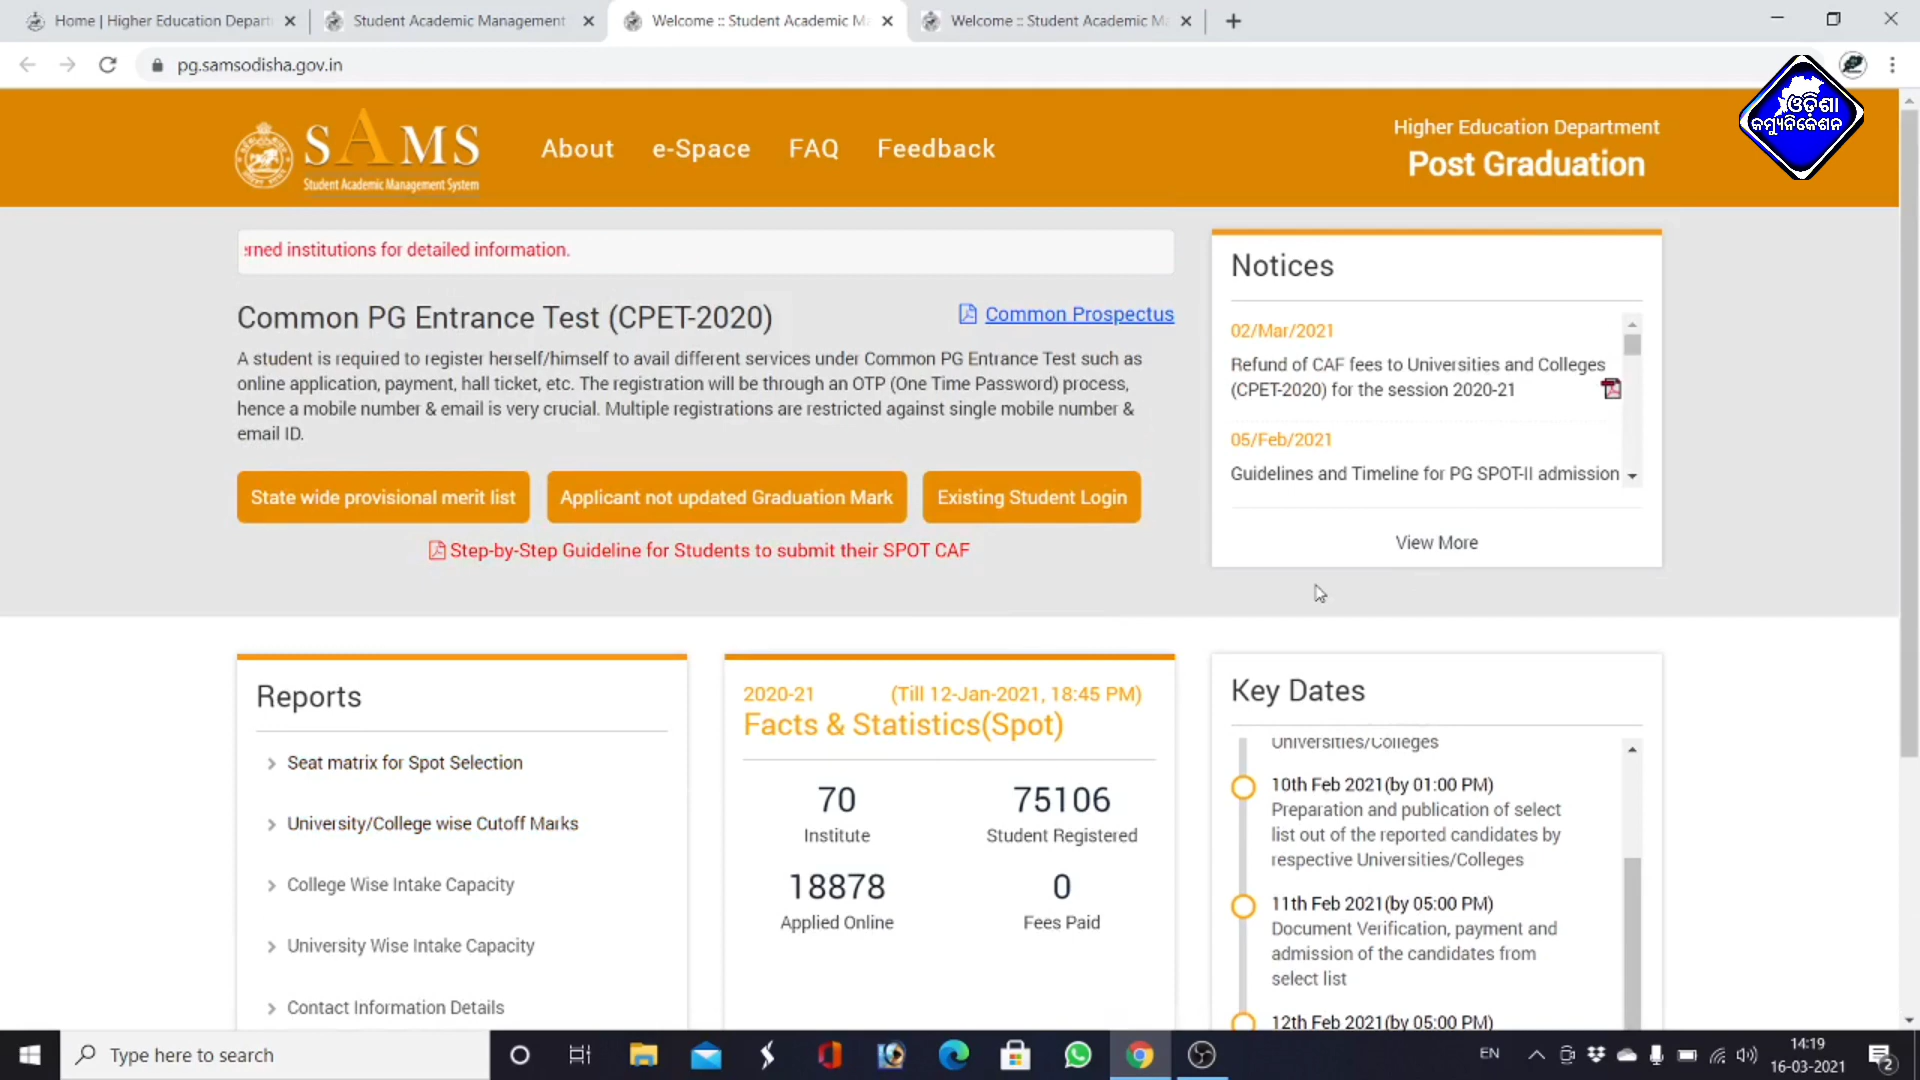 Home | Higher Education Depart
Student Academic Management
Welcome :: Student Academic Ma
Welcome :: Student Academic Ma
pg.samsodisha.gov.in
ଓଡ଼ିଶା
କମ୍ୟୁନିକେଶନ
SAMS
Student Academic Management System
About
e-Space
FAQ
Feedback
Higher Education Department
Post Graduation
erned institutions for detailed information.
Common PG Entrance Test (CPET-2020)
Common Prospectus
A student is required to register herself/himself to avail different services under Common PG Entrance Test such as
online application, payment, hall ticket, etc. The registration will be through an OTP (One Time Password) process,
hence a mobile number & email is very crucial. Multiple registrations are restricted against single mobile number &
email ID.
State wide provisional merit list
Applicant not updated Graduation Mark
Existing Student Login
Step-by-Step Guideline for Students to submit their SPOT CAF
Notices
02/Mar/2021
Refund of CAF fees to Universities and Colleges
(CPET-2020) for the session 2020-21
05/Feb/2021
Guidelines and Timeline for PG SPOT-II admission
View More
Reports
Seat matrix for Spot Selection
University/College wise Cutoff Marks
College Wise Intake Capacity
University Wise Intake Capacity
Contact Information Details
2020-21 (Till 12-Jan-2021, 18:45 PM)
Facts & Statistics(Spot)
70
Institute
75106
Student Registered
18878
Applied Online
0
Fees Paid
Key Dates
Universities/Colleges
10th Feb 2021(by 01:00 PM)
Preparation and publication of select
list out of the reported candidates by
respective Universities/Colleges
11th Feb 2021(by 05:00 PM)
Document Verification, payment and
admission of the candidates from
select list
12th Feb 2021(by 05:00 PM)
Type here to search
EN
14:19
16-03-2021
2